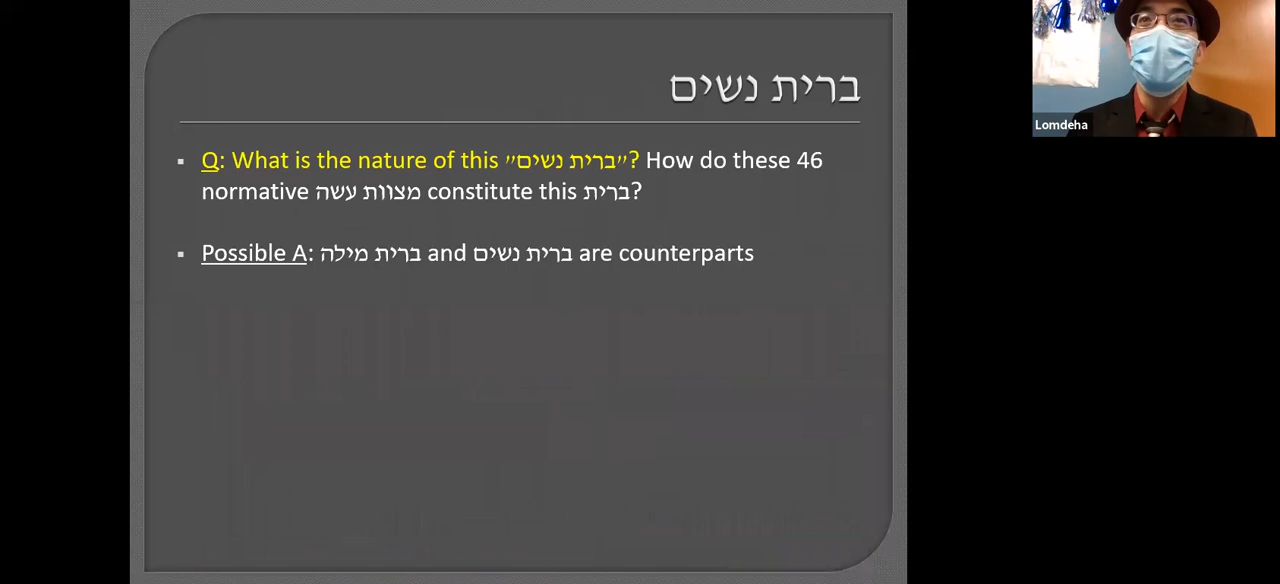 ברית נשים
Q: What is the nature of this "ברית נשים"? How do these 46
normative מצוות עשה constitute this ברית?
Possible A: ברית מילה and ברית נשים are counterparts
Lomdeha